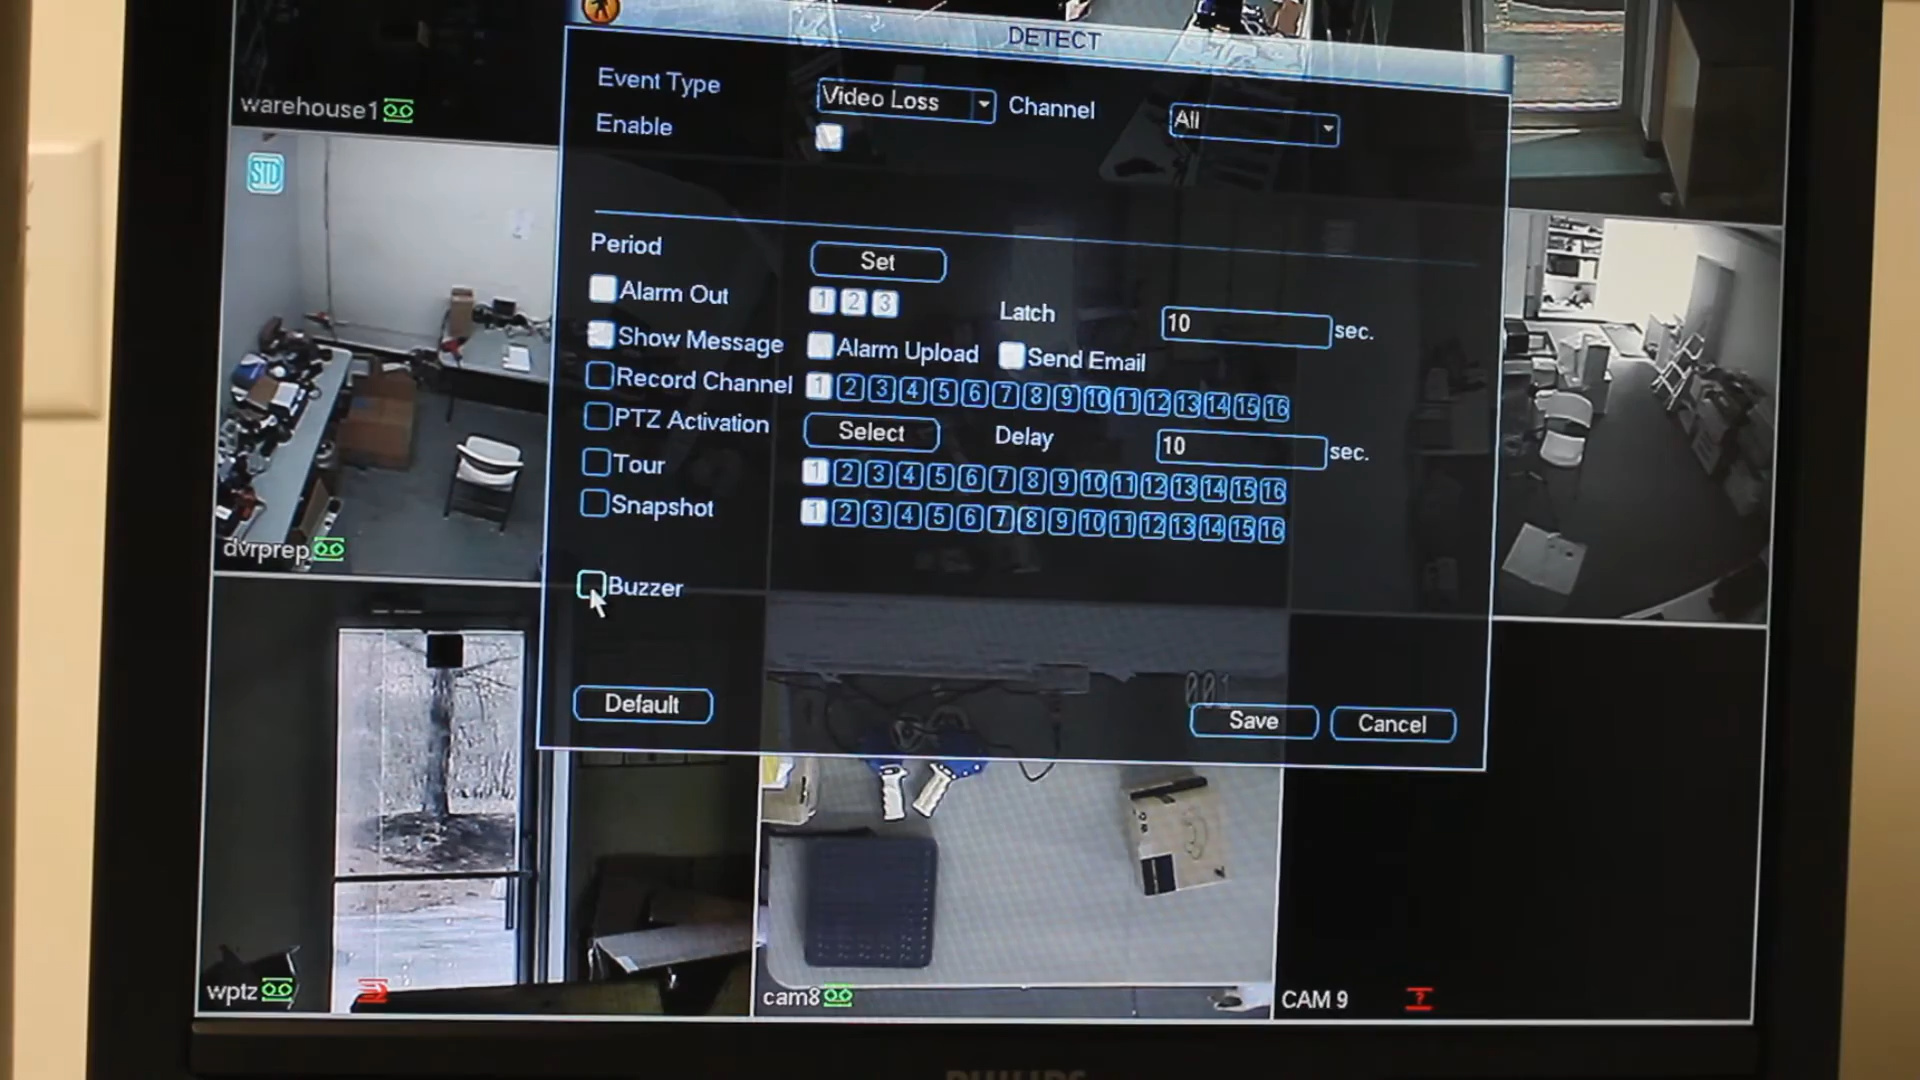 DETECT
Event Type Video Loss Channel All
Enable
warehouse1
STD
Period Set
Alarm Out 1 2 3 Latch 10 sec.
Show Message Alarm Upload Send Email
Record Channel 1 2 3 4 5 6 7 8 9 10 11 12 13 14 15 16
PTZ Activation Select Delay 10 sec.
Tour 1 2 3 4 5 6 7 8 9 10 11 12 13 14 15 16
Snapshot 1 2 3 4 5 6 7 8 9 10 11 12 13 14 15 16
dvrprep
Buzzer
001
Default Save Cancel
wptz
cam8
CAM 9
?
PHILIPS